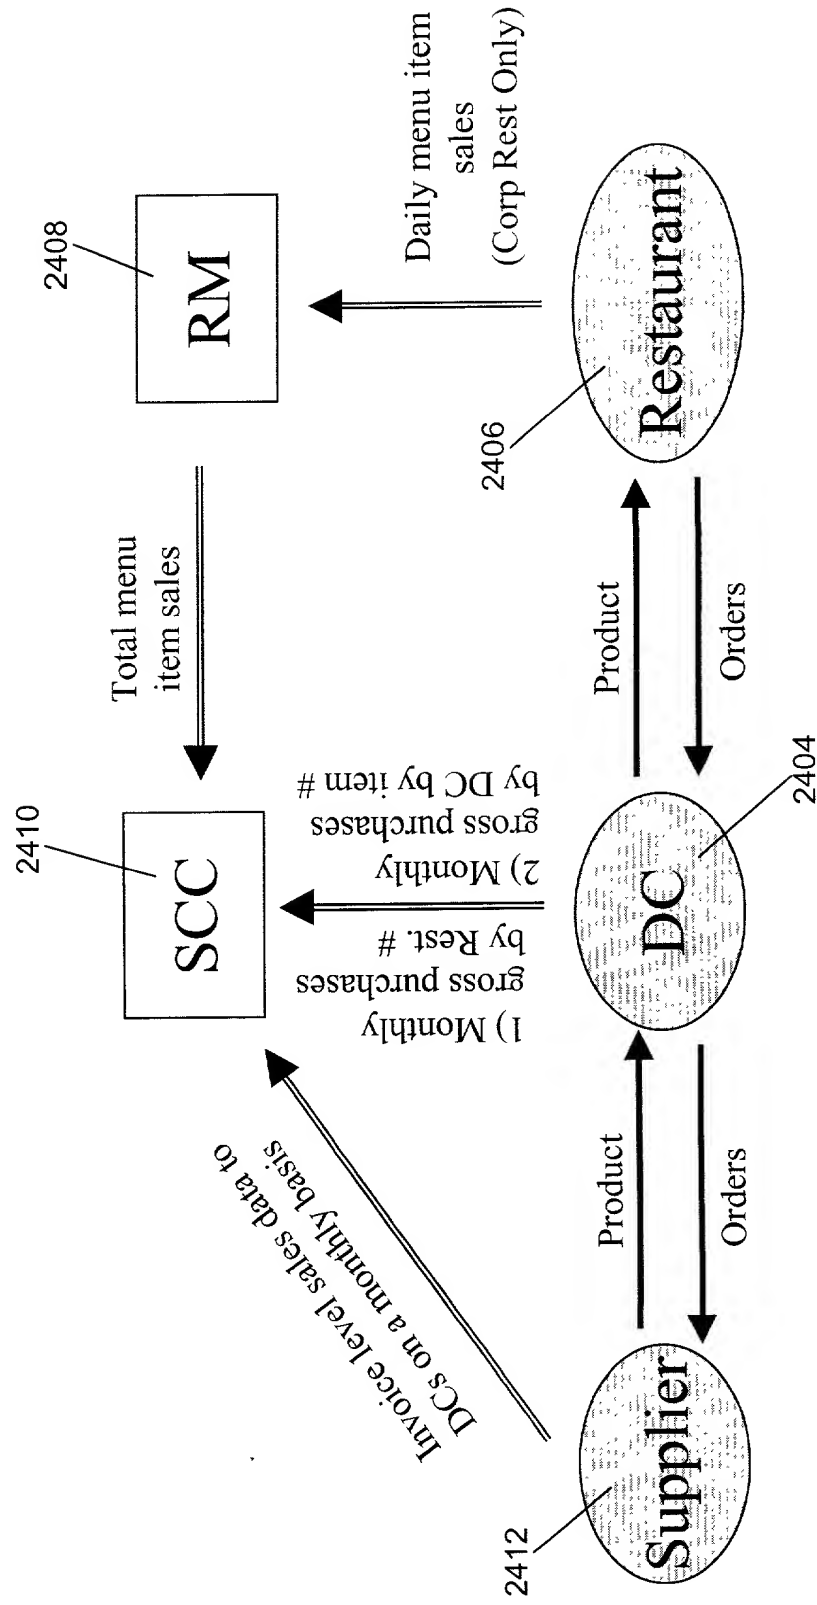 2410
2408
SCC
RM
Total menu
item sales
Invoice level sales data to
DCs on a monthly basis
1) Monthly
gross purchases
by Rest. #
2) Monthly
gross purchases
by DC by item #
Daily menu item
sales
((Corp Rest Only)
2412
Supplier
Product
Orders
DC
2404
Product
Orders
2406
Restaurant